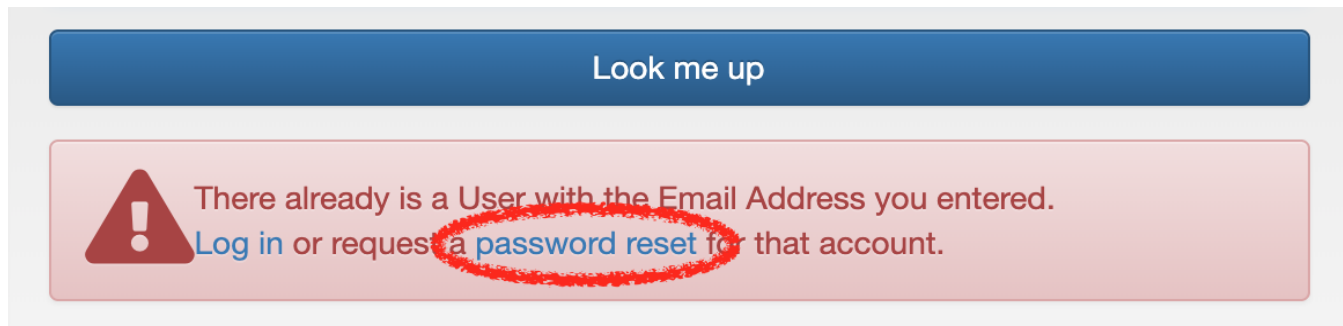 Look me up
There already is a User with the Email Address you entered.
Log in or request a password reset for that account.